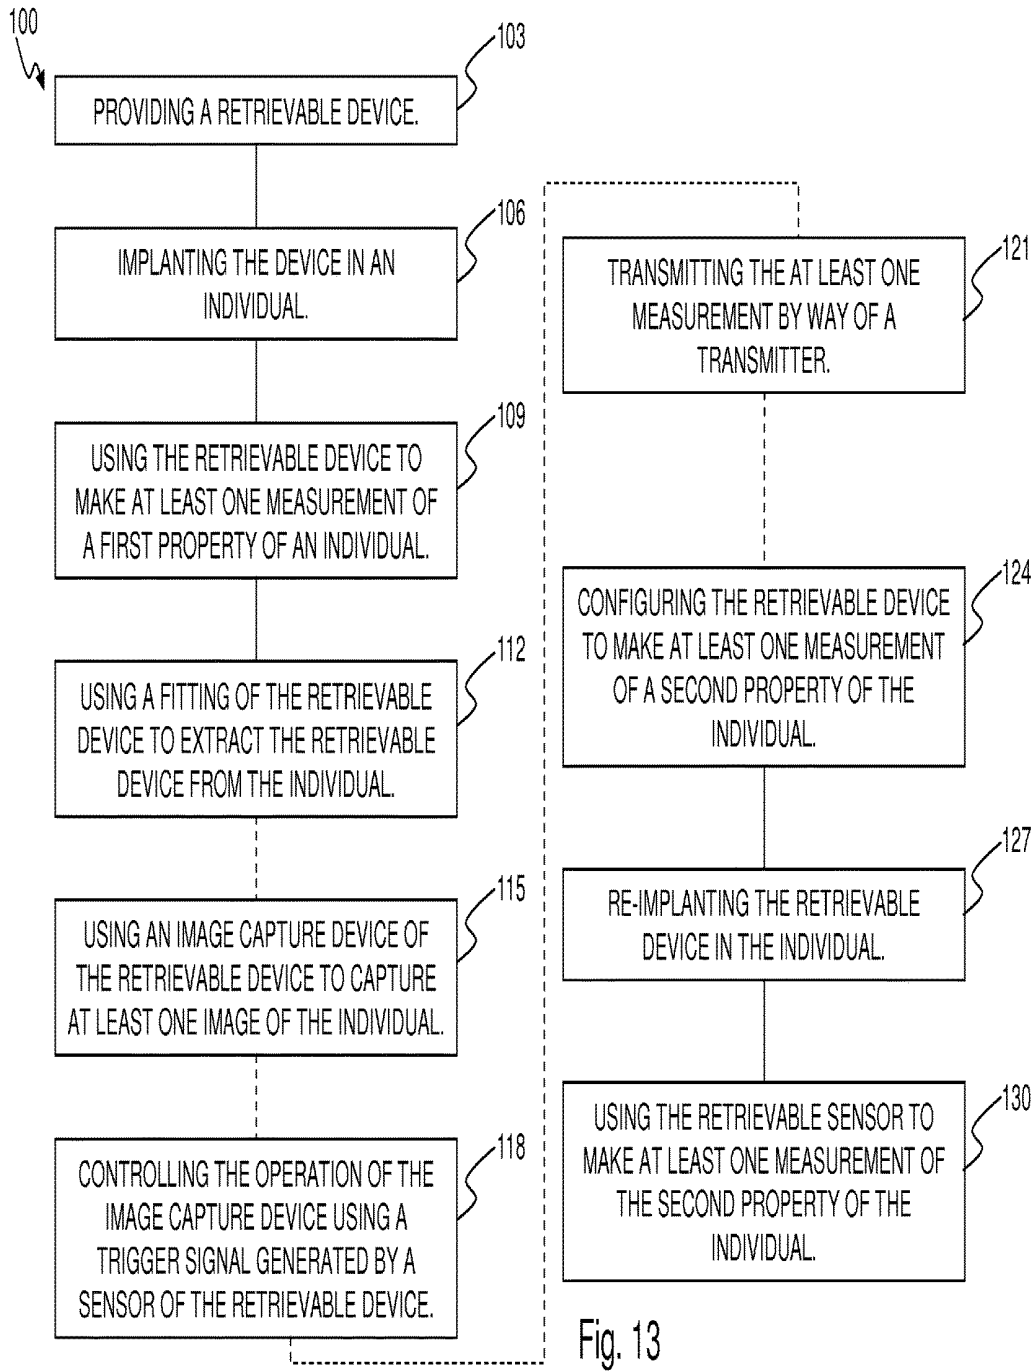 100
103
PROVIDING A RETRIEVABLE DEVICE.
106
IMPLANTING THE DEVICE IN AN
INDIVIDUAL.
109
USING THE RETRIEVABLE DEVICE TO
MAKE AT LEAST ONE MEASUREMENT OF
A FIRST PROPERTY OF AN INDIVIDUAL.
112
USING A FITTING OF THE RETRIEVABLE
DEVICE TO EXTRACT THE RETRIEVABLE
DEVICE FROM THE INDIVIDUAL.
115
USING AN IMAGE CAPTURE DEVICE OF
THE RETRIEVABLE DEVICE TO CAPTURE
AT LEAST ONE IMAGE OF THE INDIVIDUAL.
118
CONTROLLING THE OPERATION OF THE
IMAGE CAPTURE DEVICE USING A
TRIGGER SIGNAL GENERATED BY A
SENSOR OF THE RETRIEVABLE DEVICE.
121
TRANSMITTING THE AT LEAST ONE
MEASUREMENT BY WAY OF A
TRANSMITTER.
124
CONFIGURING THE RETRIEVABLE DEVICE
TO MAKE AT LEAST ONE MEASUREMENT
OF A SECOND PROPERTY OF THE
INDIVIDUAL.
127
RE-IMPLANTING THE RETRIEVABLE
DEVICE IN THE INDIVIDUAL.
130
USING THE RETRIEVABLE SENSOR TO
MAKE AT LEAST ONE MEASUREMENT OF
THE SECOND PROPERTY OF THE
INDIVIDUAL.
Fig. 13